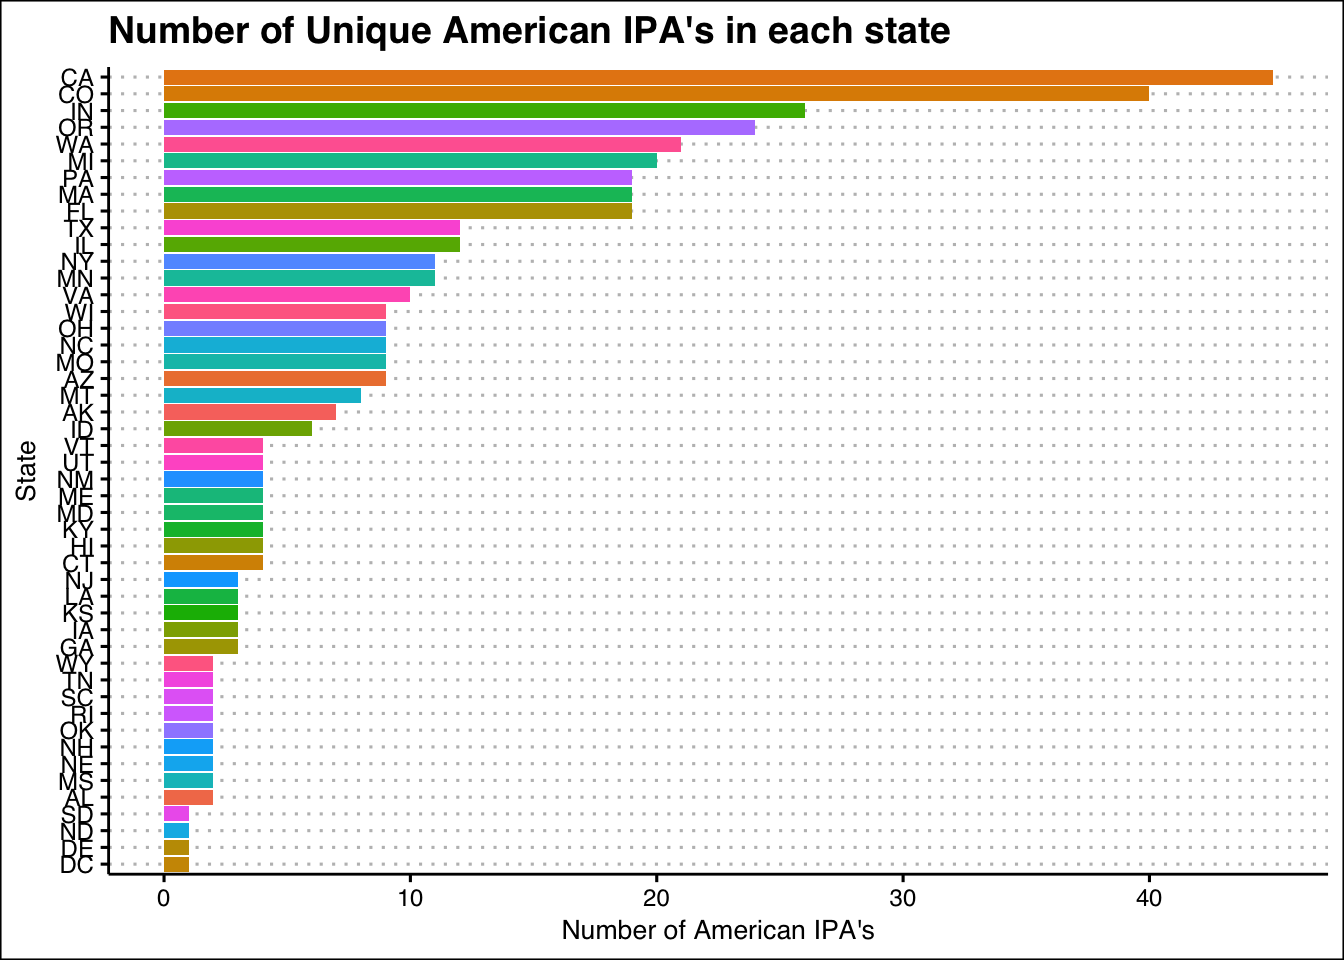 Number of Unique American IPA's in each state
CA
CO
IN
OR
WA
MI
PA
MA
FL
TX
IL
NY
MN
VA
WI
OH
NC
MO
AZ
MT
AK
ID
VT
UT
NM
ME
MD
KY
HI
CT
NJ
LA
KS
IA
GA
WY
TN
SC
RI
OK
NH
NE
MS
AL
SD
ND
DE
DC
State
0 10 20 30 40
Number of American IPA's